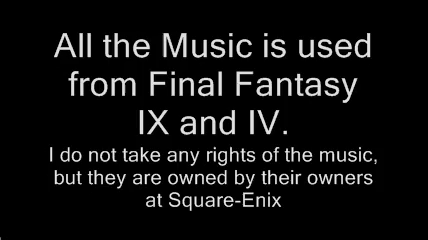 All the Music is used
from Final Fantasy
IX and IV.
I do not take any rights of the music,
but they are owned by their owners
at Square-Enix